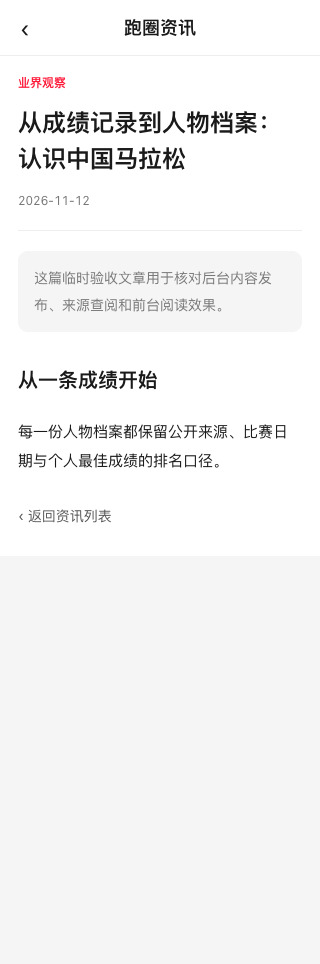 ‹ 跑圈资讯
业界观察
从成绩记录到人物档案：
认识中国马拉松
2026-11-12
这篇临时验收文章用于核对后台内容发
布、来源查阅和前台阅读效果。
从一条成绩开始
每一份人物档案都保留公开来源、比赛日
期与个人最佳成绩的排名口径。
‹ 返回资讯列表